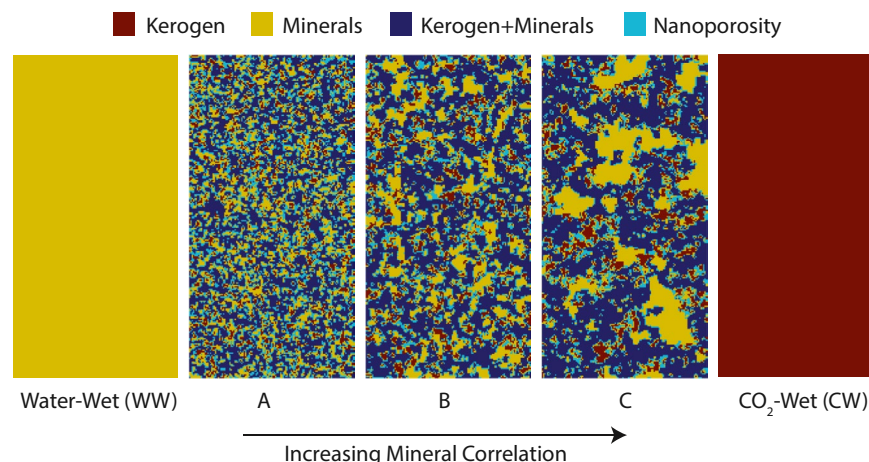 Kerogen Minerals Kerogen+Minerals Nanoporosity
Water-Wet (WW) A B C CO₂-Wet (CW)
Increasing Mineral Correlation